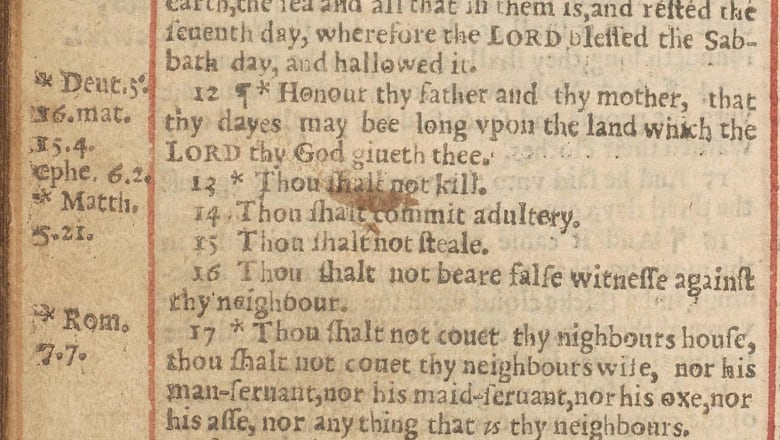 earth,the ſea and all that in them is,and reſted the
ſeuenth day, wherefore the LORD bleſſed the Sab-
bath day, and hallowed it.
* Deut.5.
12 ¶ * Honour thy father and thy mother, that
16.mat.
thy dayes may bee long vpon the land which the
15.4.
LORD thy God giueth thee.
ephe. 6.2.
13 * Thou ſhalt not kill.
* Matth.
14 Thou ſhalt commit adultery.
5.21.
15 Thou ſhalt not ſteale.
16 Thou ſhalt not beare falſe witneſſe againſt
thy neighbour.
* Rom.
17 * Thou ſhalt not couet thy nighbours houſe,
7.7.
thou ſhalt not couet thy neighbours wife, nor his
man-ſeruant,nor his maid-ſeruant,nor his oxe,nor
his aſſe, nor any thing that is thy neighbours.